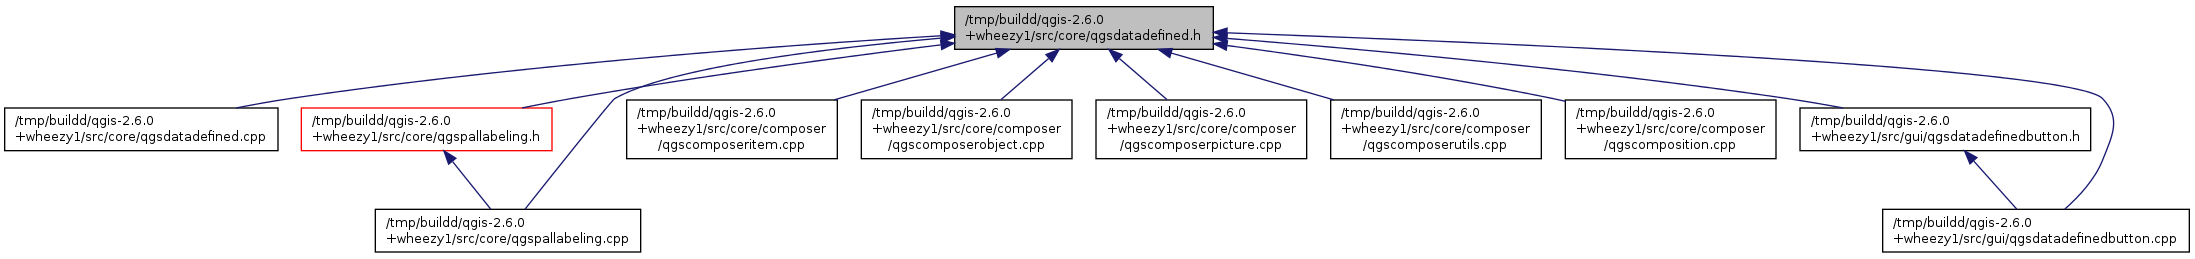 /tmp/buildd/qgis-2.6.0
+wheezy1/src/core/qgsdatadefined.h
/tmp/buildd/qgis-2.6.0
+wheezy1/src/core/qgsdatadefined.cpp
/tmp/buildd/qgis-2.6.0
+wheezy1/src/core/qgspallabeling.h
/tmp/buildd/qgis-2.6.0
+wheezy1/src/core/composer
/qgscomposeritem.cpp
/tmp/buildd/qgis-2.6.0
+wheezy1/src/core/composer
/qgscomposerobject.cpp
/tmp/buildd/qgis-2.6.0
+wheezy1/src/core/composer
/qgscomposerpicture.cpp
/tmp/buildd/qgis-2.6.0
+wheezy1/src/core/composer
/qgscomposerutils.cpp
/tmp/buildd/qgis-2.6.0
+wheezy1/src/core/composer
/qgscomposition.cpp
/tmp/buildd/qgis-2.6.0
+wheezy1/src/gui/qgsdatadefinedbutton.h
/tmp/buildd/qgis-2.6.0
+wheezy1/src/core/qgspallabeling.cpp
/tmp/buildd/qgis-2.6.0
+wheezy1/src/gui/qgsdatadefinedbutton.cpp